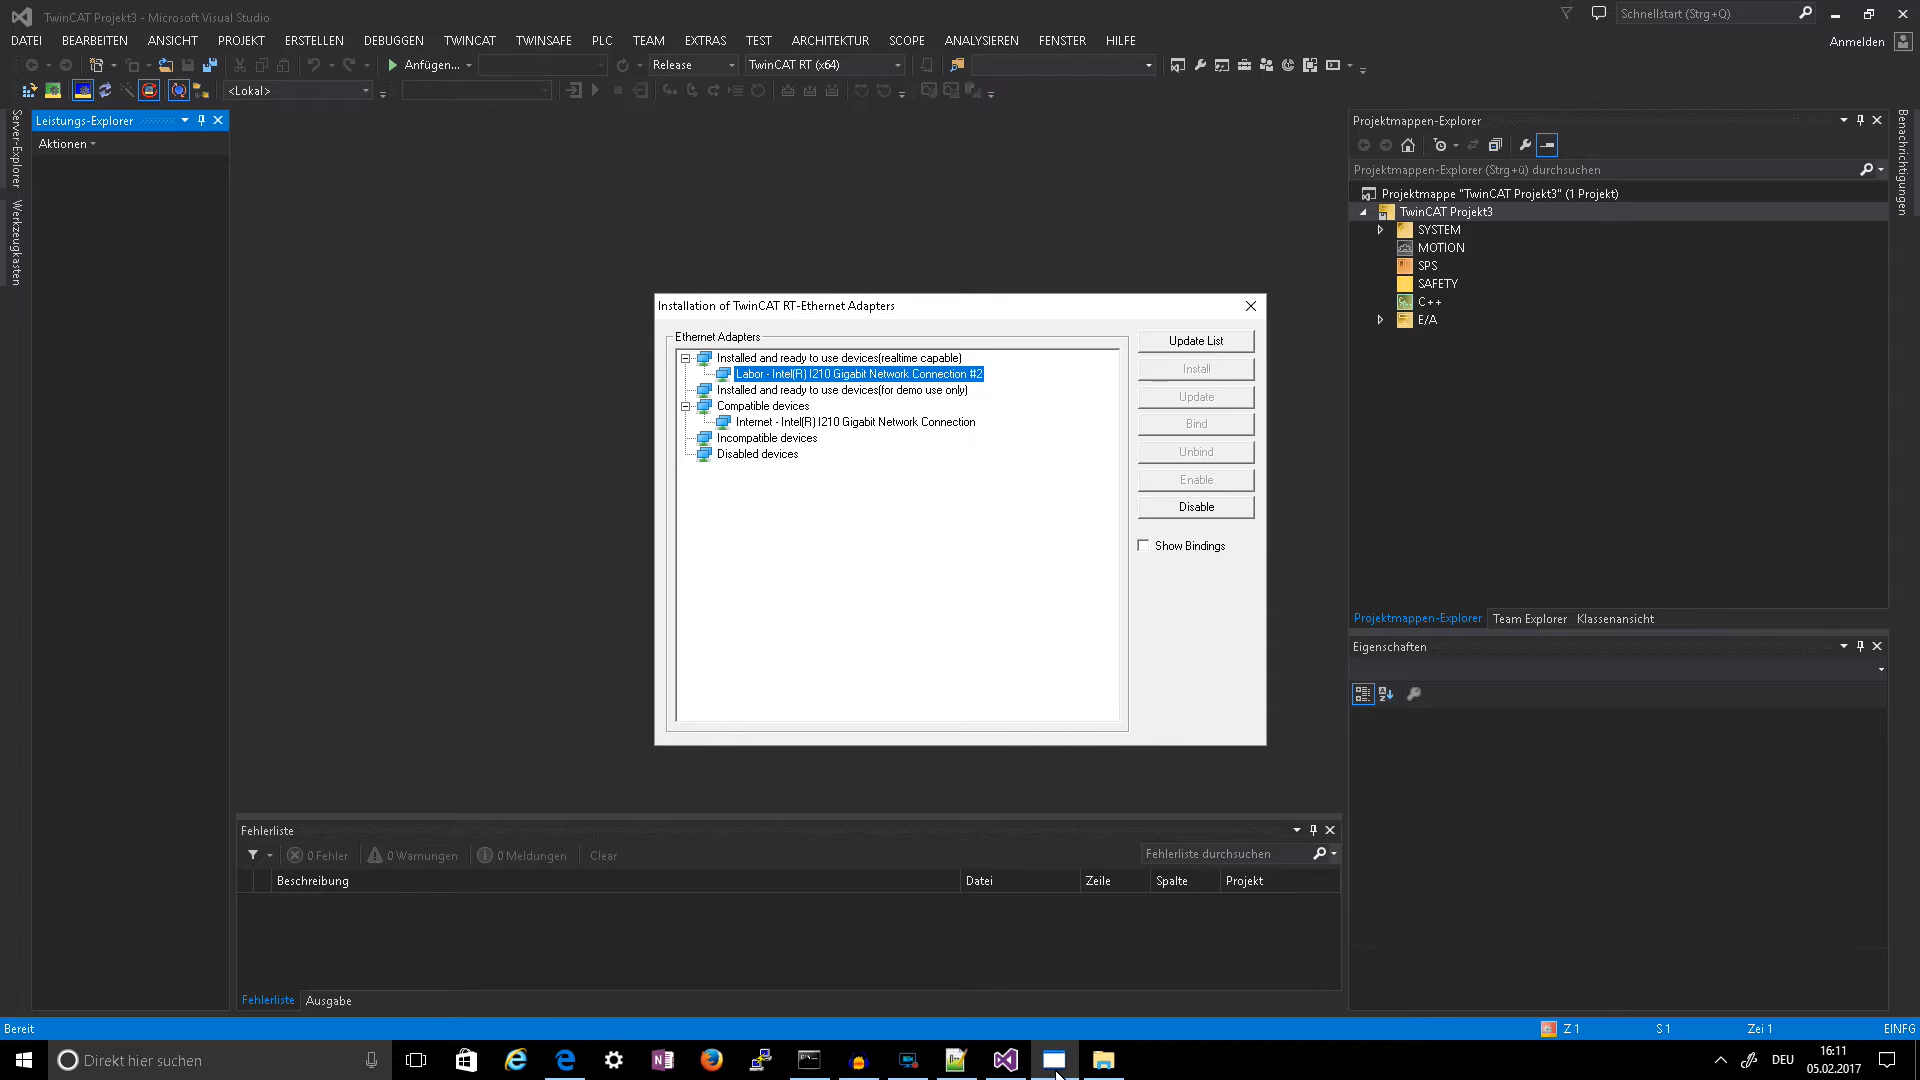 TwinCAT Projekt3 - Microsoft Visual Studio
Schnellstart (Strg+Q)
DATEI BEARBEITEN ANSICHT PROJEKT ERSTELLEN DEBUGGEN TWINCAT TWINSAFE PLC TEAM EXTRAS TEST ARCHITEKTUR SCOPE ANALYSIEREN FENSTER HILFE
Anmelden
Anfügen... Release TwinCAT RT (x64)
<Lokal>
Server-Explorer
Werkzeugkasten
Leistungs-Explorer
Aktionen
Installation of TwinCAT RT-Ethernet Adapters
Ethernet Adapters
Installed and ready to use devices(realtime capable)
Labor - Intel(R) I210 Gigabit Network Connection #2
Installed and ready to use devices(for demo use only)
Compatible devices
Internet - Intel(R) I210 Gigabit Network Connection
Incompatible devices
Disabled devices
Update List
Install
Update
Bind
Unbind
Enable
Disable
Show Bindings
Projektmappen-Explorer
Projektmappen-Explorer (Strg+ü) durchsuchen
Projektmappe "TwinCAT Projekt3" (1 Projekt)
TwinCAT Projekt3
SYSTEM
MOTION
SPS
SAFETY
C++
E/A
Projektmappen-Explorer Team Explorer Klassenansicht
Eigenschaften
Benachrichtigungen
Fehlerliste
0 Fehler 0 Warnungen 0 Meldungen Clear
Fehlerliste durchsuchen
Beschreibung Datei Zeile Spalte Projekt
Fehlerliste Ausgabe
Bereit Z 1 S 1 Zei 1 EINFG
Direkt hier suchen
DEU
16:11
05.02.2017